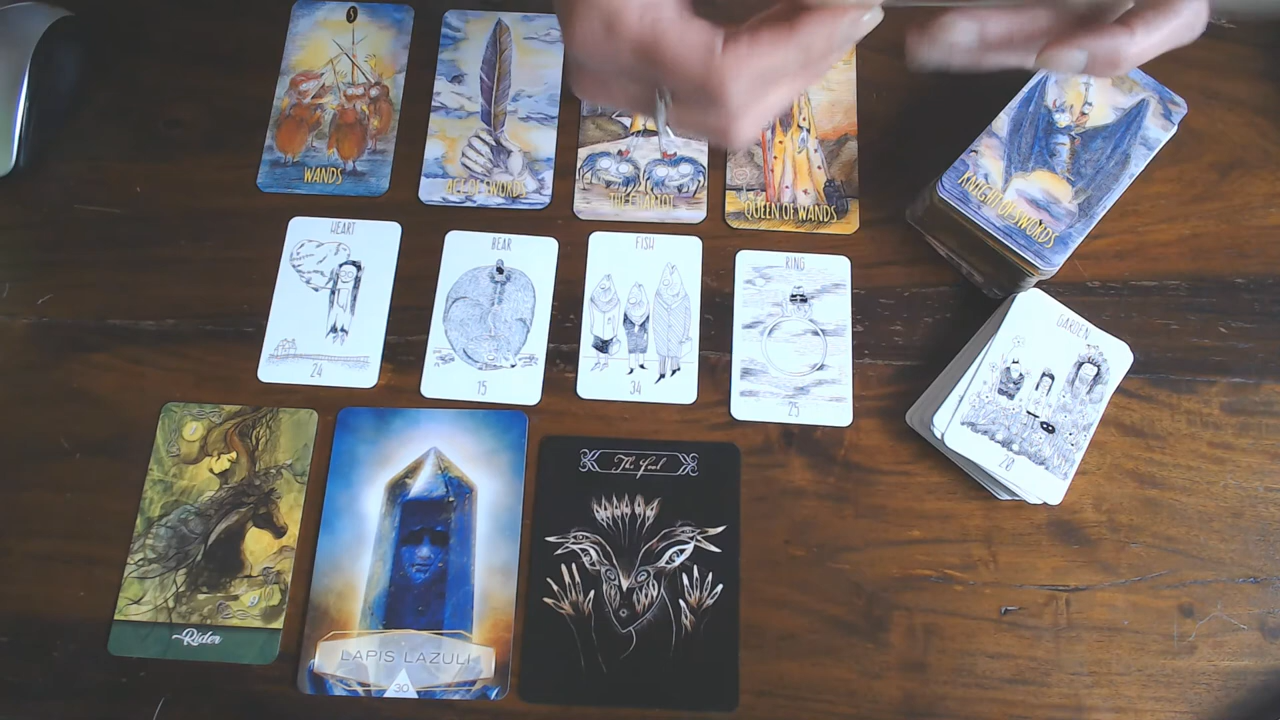 5
WANDS
ACE OF SWORDS
THE CHARIOT
QUEEN OF WANDS
KNIGHT OF SWORDS
HEART
24
BEAR
15
FISH
34
RING
25
GARDEN
20
Rider
LAPIS LAZULI
30
The Fool